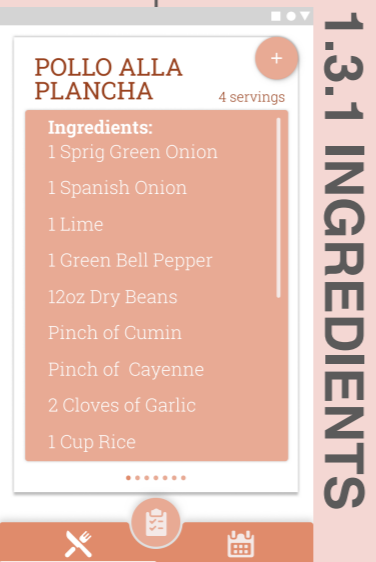 POLLO ALLA
PLANCHA
4 servings
Ingredients:
1 Sprig Green Onion
1 Spanish Onion
1 Lime
1 Green Bell Pepper
12oz Dry Beans
Pinch of Cumin
Pinch of  Cayenne
2 Cloves of Garlic
1 Cup Rice
1.3.1 INGREDIENTS